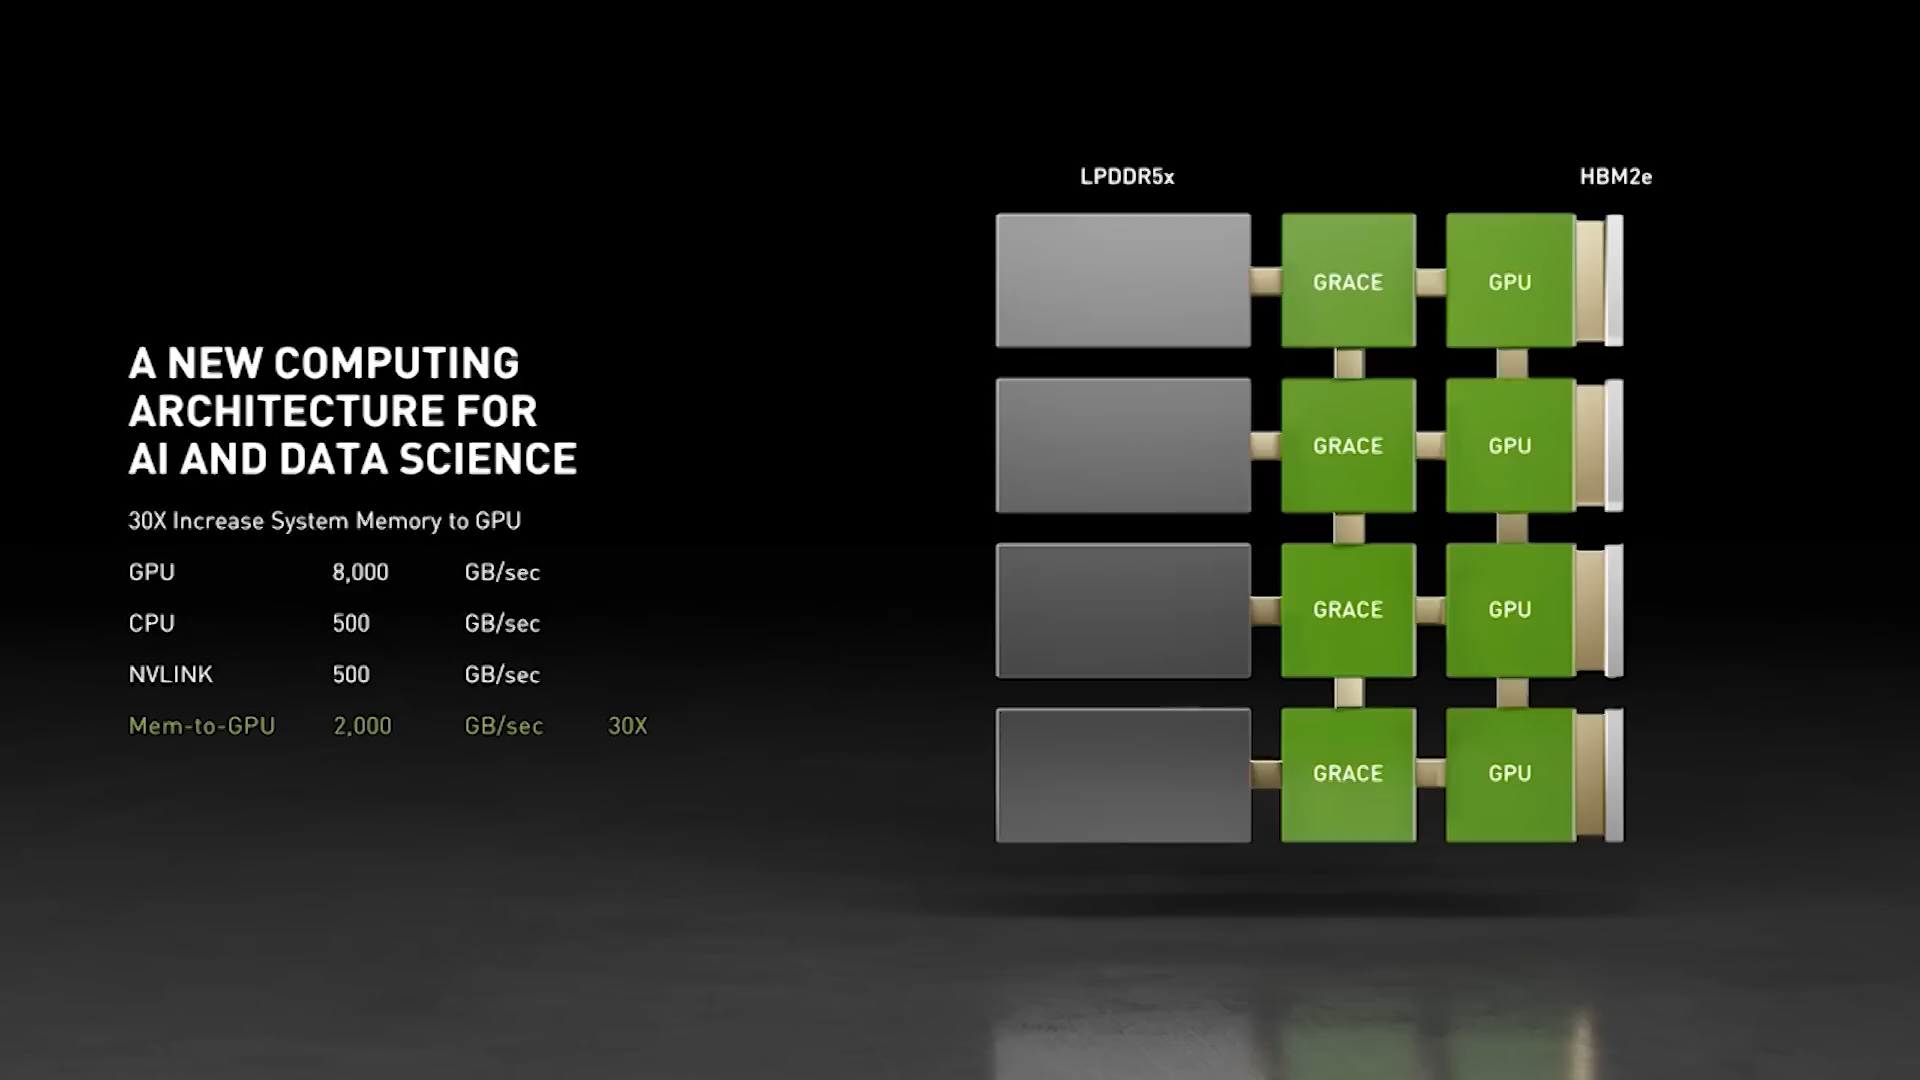 A NEW COMPUTING
ARCHITECTURE FOR
AI AND DATA SCIENCE
30X Increase System Memory to GPU
GPU 8,000 GB/sec
CPU 500 GB/sec
NVLINK 500 GB/sec
Mem-to-GPU 2,000 GB/sec 30X
LPDDR5x HBM2e
GRACE GPU
GRACE GPU
GRACE GPU
GRACE GPU